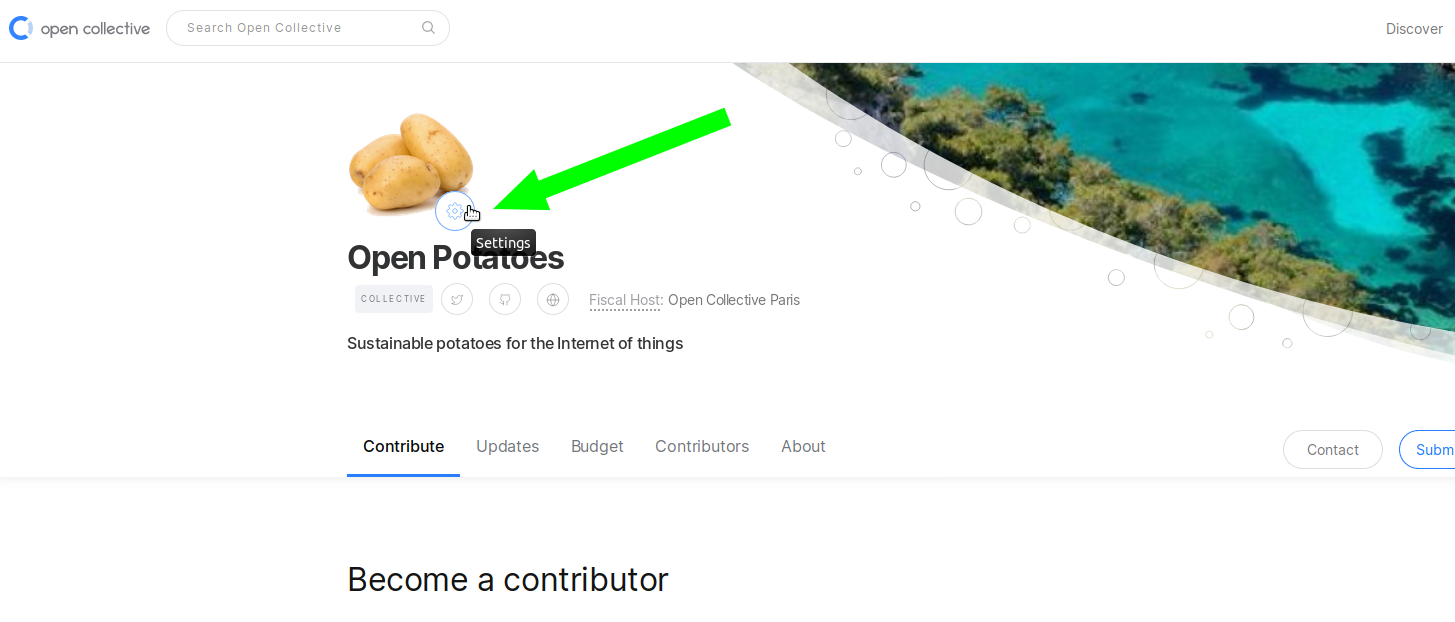 open collective
Search Open Collective
Discover
Settings
Open Potatoes
COLLECTIVE
Fiscal Host: Open Collective Paris
Sustainable potatoes for the Internet of things
Contribute Updates Budget Contributors About
Contact
Subm
Become a contributor